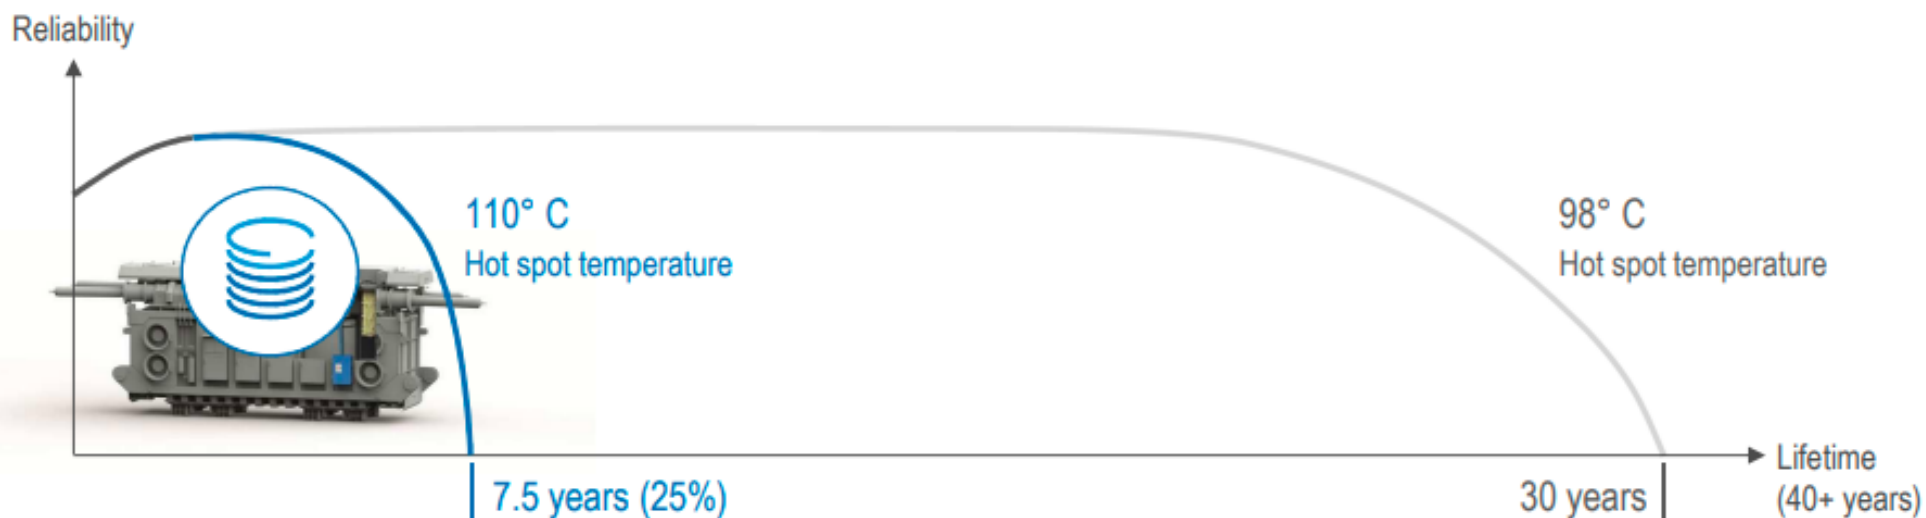 Reliability
110° C
Hot spot temperature
98° C
Hot spot temperature
7.5 years (25%)
30 years
Lifetime
(40+ years)